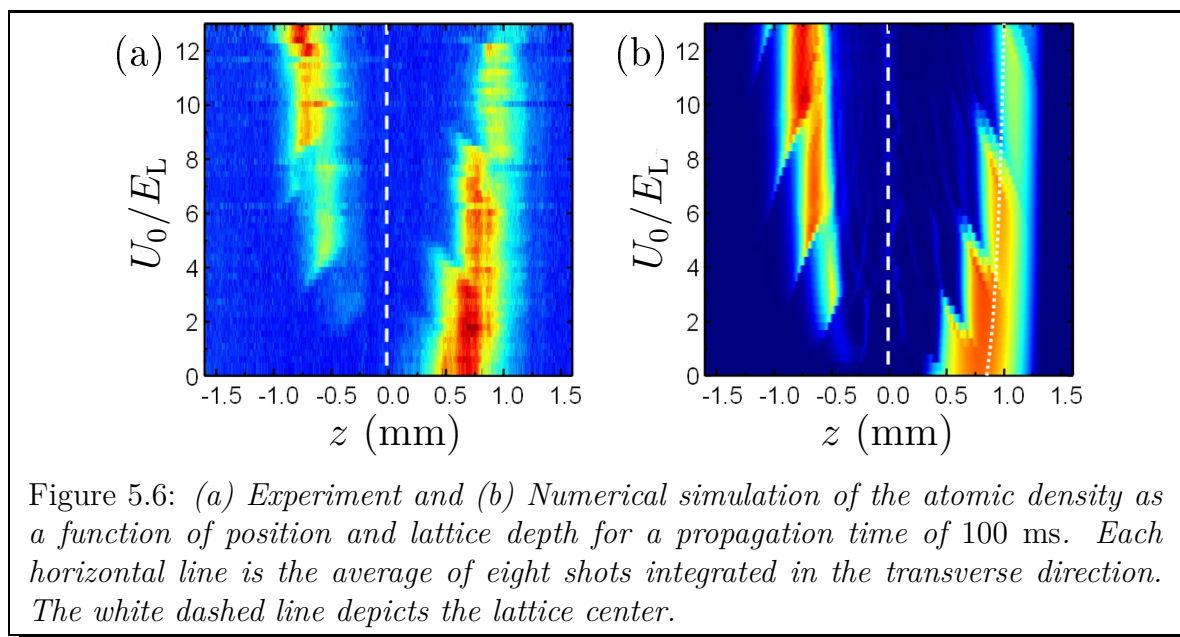 (a)
U₀/E_L
12
10
8
6
4
2
0
-1.5 -1.0 -0.5 0.0 0.5 1.0 1.5
z (mm)
(b)
U₀/E_L
12
10
8
6
4
2
0
-1.5 -1.0 -0.5 0.0 0.5 1.0 1.5
z (mm)
Figure 5.6: (a) Experiment and (b) Numerical simulation of the atomic density as
a function of position and lattice depth for a propagation time of 100 ms. Each
horizontal line is the average of eight shots integrated in the transverse direction.
The white dashed line depicts the lattice center.